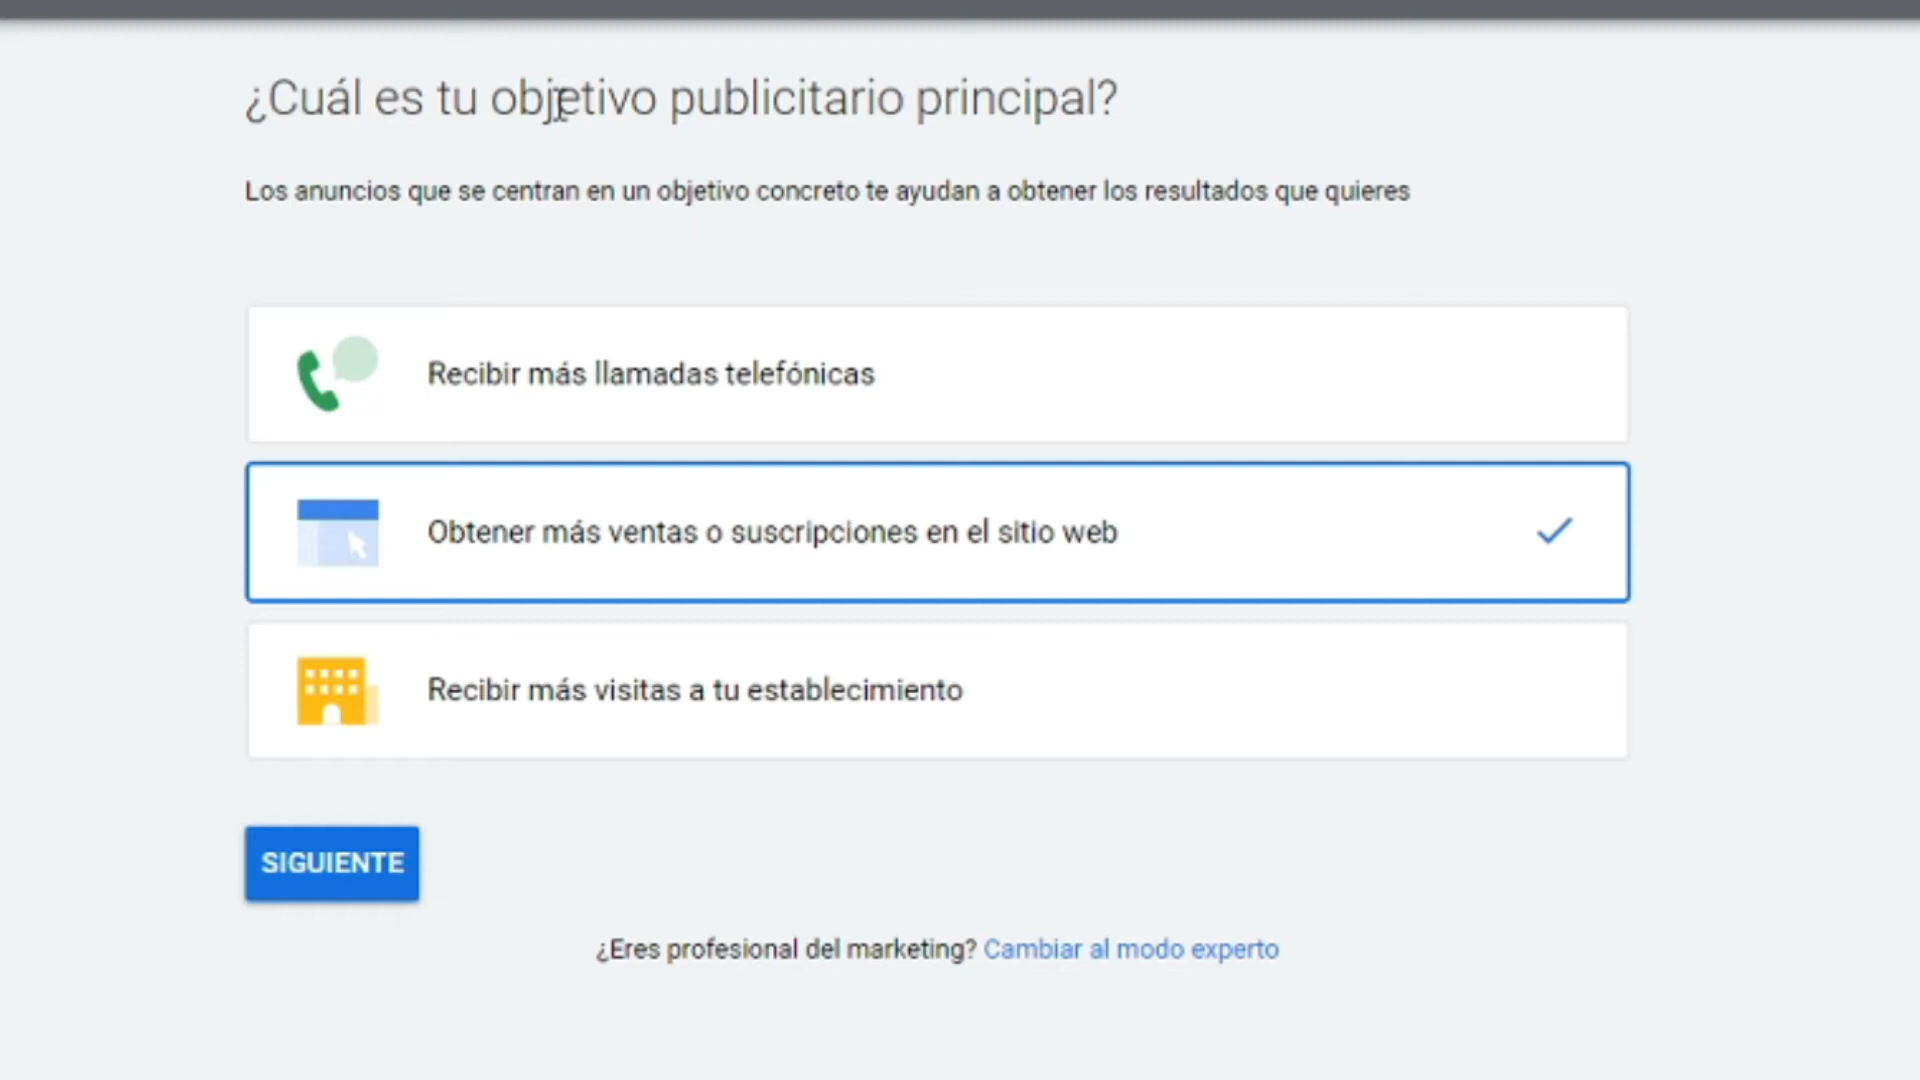 ¿Cuál es tu objetivo publicitario principal?
Los anuncios que se centran en un objetivo concreto te ayudan a obtener los resultados que quieres
Recibir más llamadas telefónicas
Obtener más ventas o suscripciones en el sitio web
Recibir más visitas a tu establecimiento
SIGUIENTE
¿Eres profesional del marketing? Cambiar al modo experto